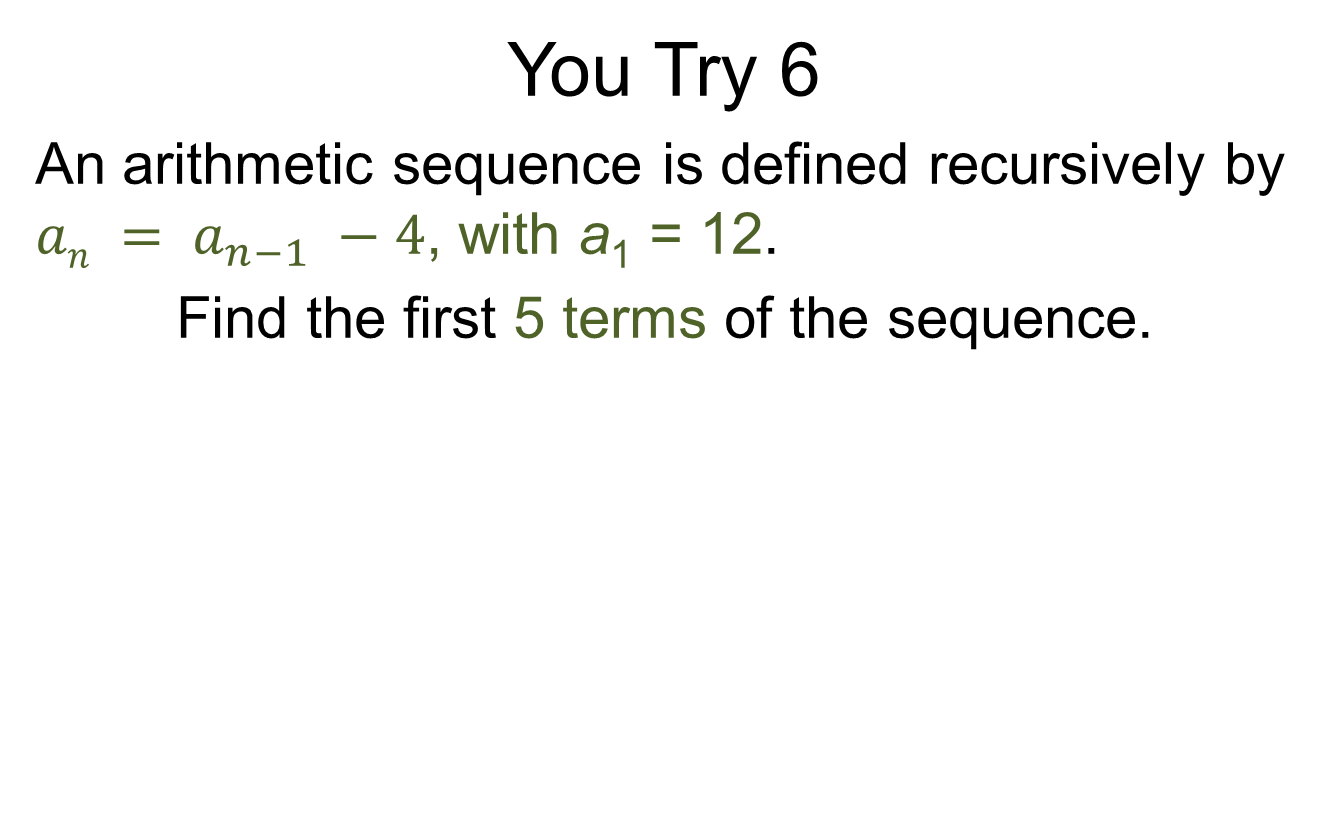 You Try 6
An arithmetic sequence is defined recursively by
𝑎ₙ = 𝑎ₙ₋₁ − 4, with a₁ = 12.
Find the first 5 terms of the sequence.